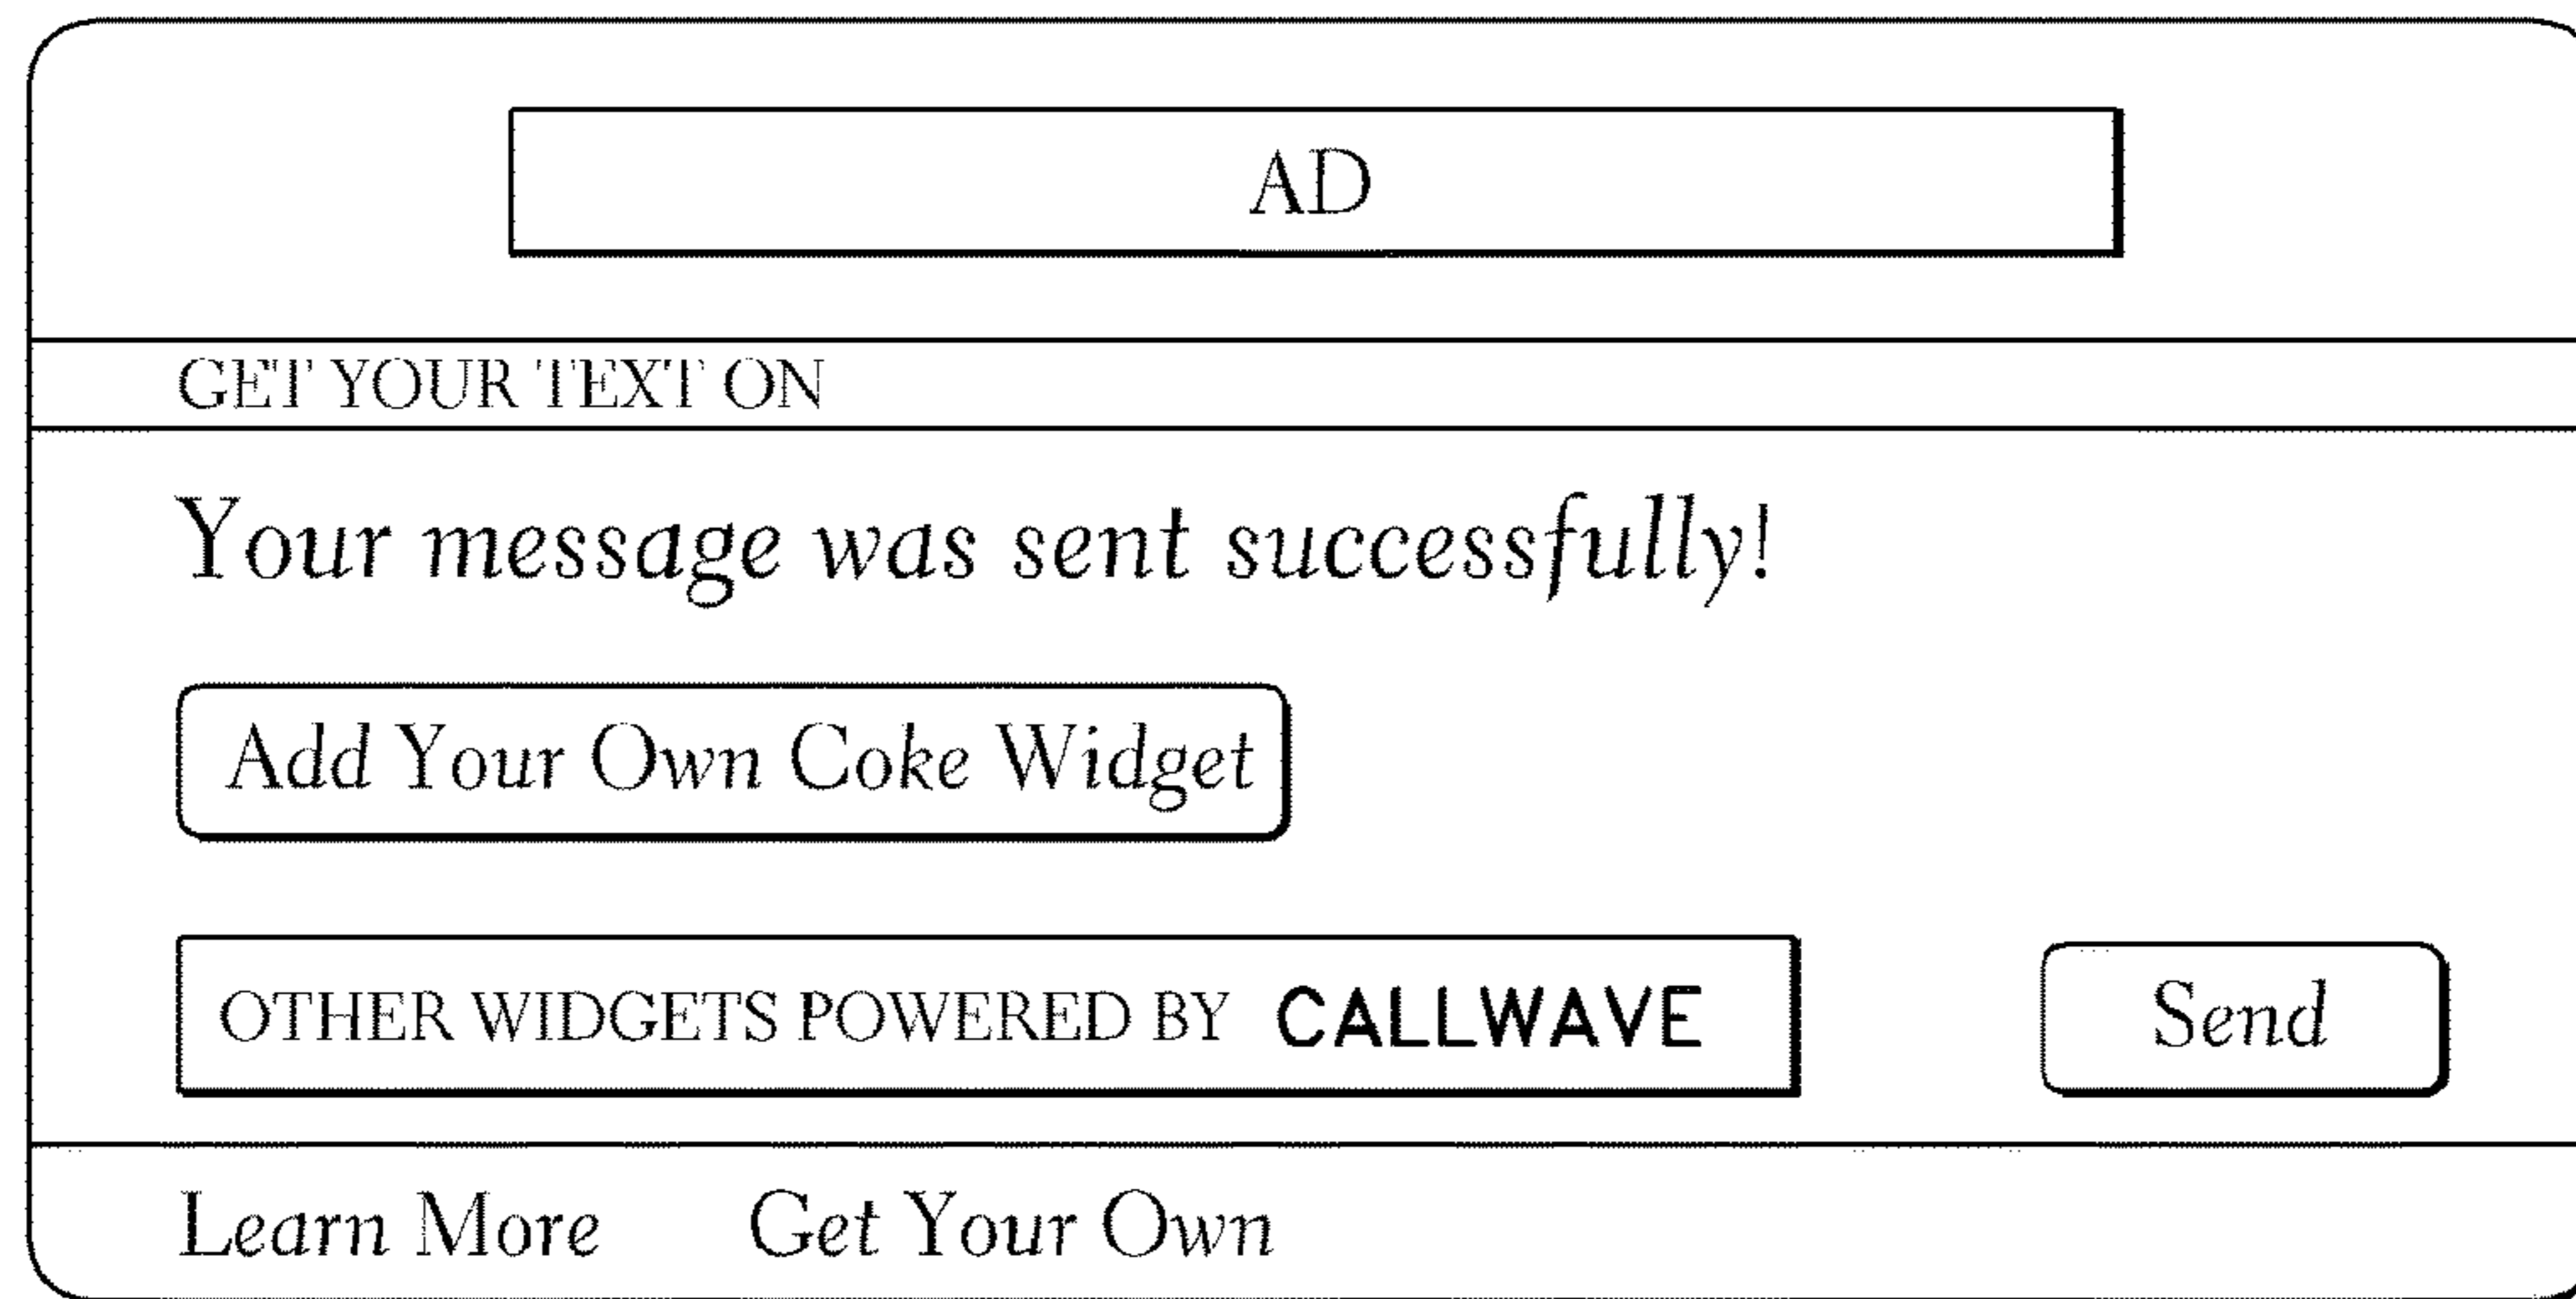 AD
GET YOUR TEXT ON
Your message was sent successfully!
Add Your Own Coke Widget
OTHER WIDGETS POWERED BY CALLWAVE
Send
Learn More Get Your Own